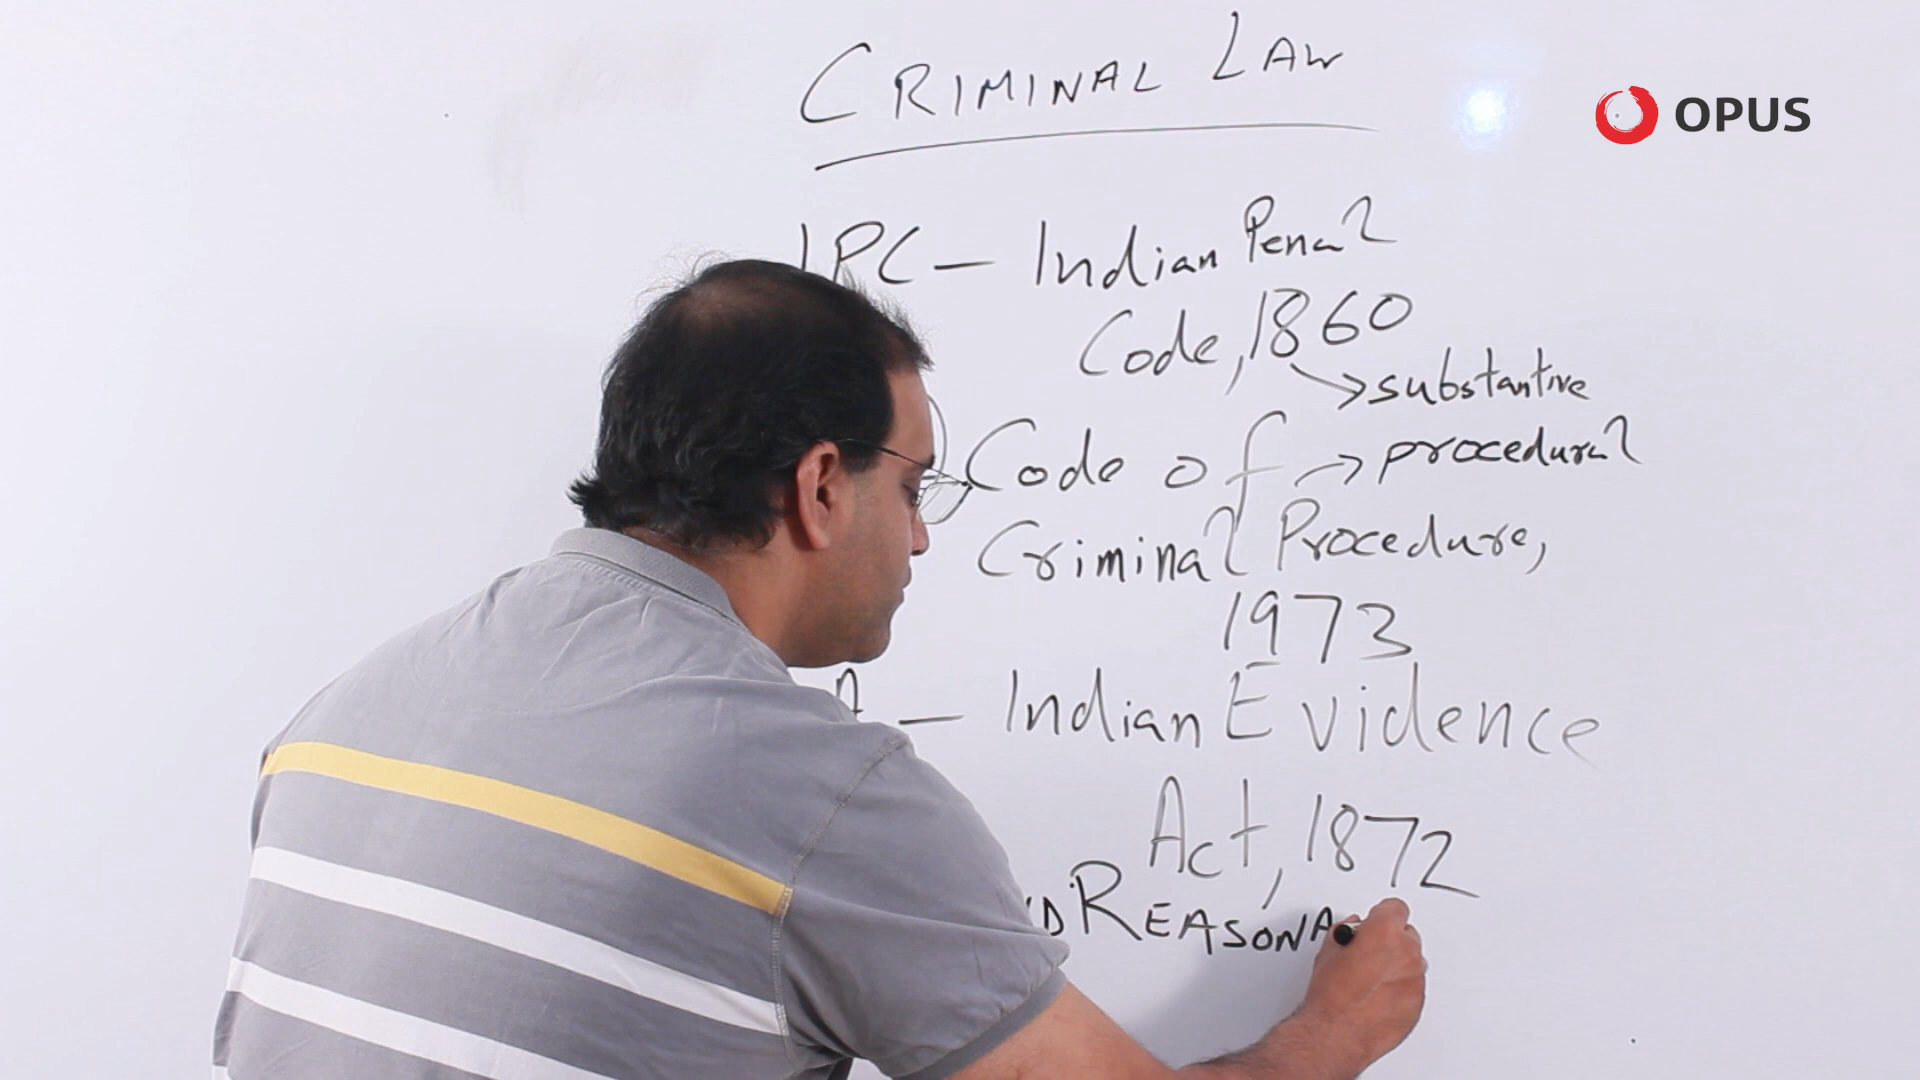 CRIMINAL LAW
OPUS
IPC — Indian Penal
Code, 1860
→ substantive
Code of → procedural
Criminal Procedure,
1973
A — Indian Evidence
Act, 1872
D REASONA